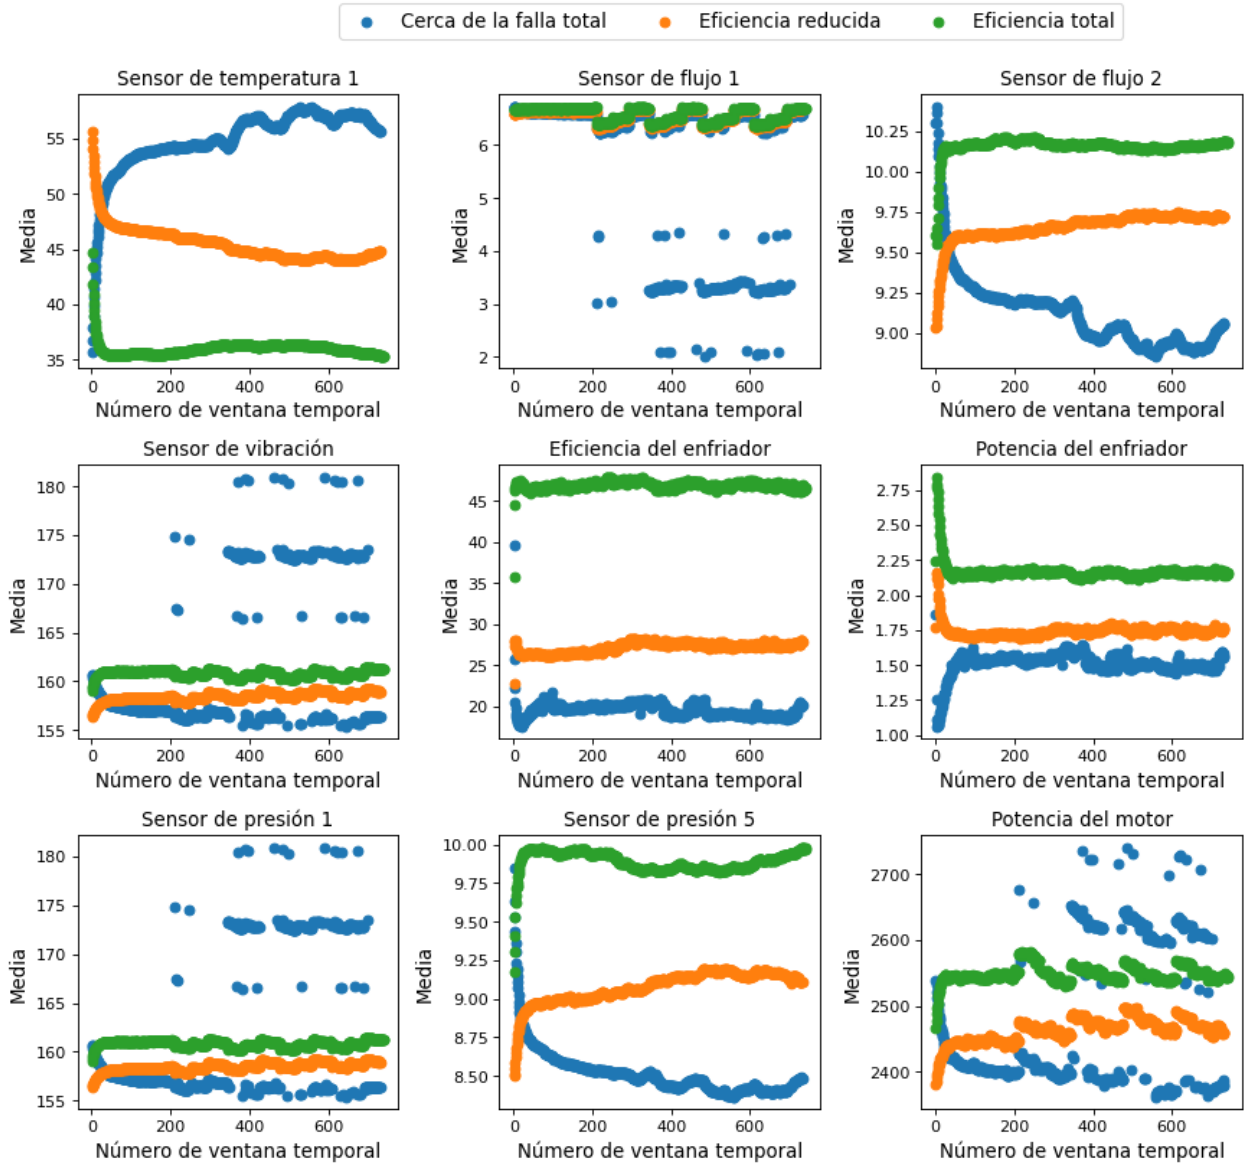 Cerca de la falla total Eficiencia reducida Eficiencia total
Sensor de temperatura 1 Sensor de flujo 1 Sensor de flujo 2
55
50
45
40
35
Media
0 200 400 600
Número de ventana temporal
6
5
4
3
2
Media
0 200 400 600
Número de ventana temporal
10.25
10.00
9.75
9.50
9.25
9.00
Media
0 200 400 600
Número de ventana temporal
Sensor de vibración Eficiencia del enfriador Potencia del enfriador
180
175
170
165
160
155
Media
0 200 400 600
Número de ventana temporal
45
40
35
30
25
20
Media
0 200 400 600
Número de ventana temporal
2.75
2.50
2.25
2.00
1.75
1.50
1.25
1.00
Media
0 200 400 600
Número de ventana temporal
Sensor de presión 1 Sensor de presión 5 Potencia del motor
180
175
170
165
160
155
Media
0 200 400 600
Número de ventana temporal
10.00
9.75
9.50
9.25
9.00
8.75
8.50
Media
0 200 400 600
Número de ventana temporal
2700
2600
2500
2400
Media
0 200 400 600
Número de ventana temporal